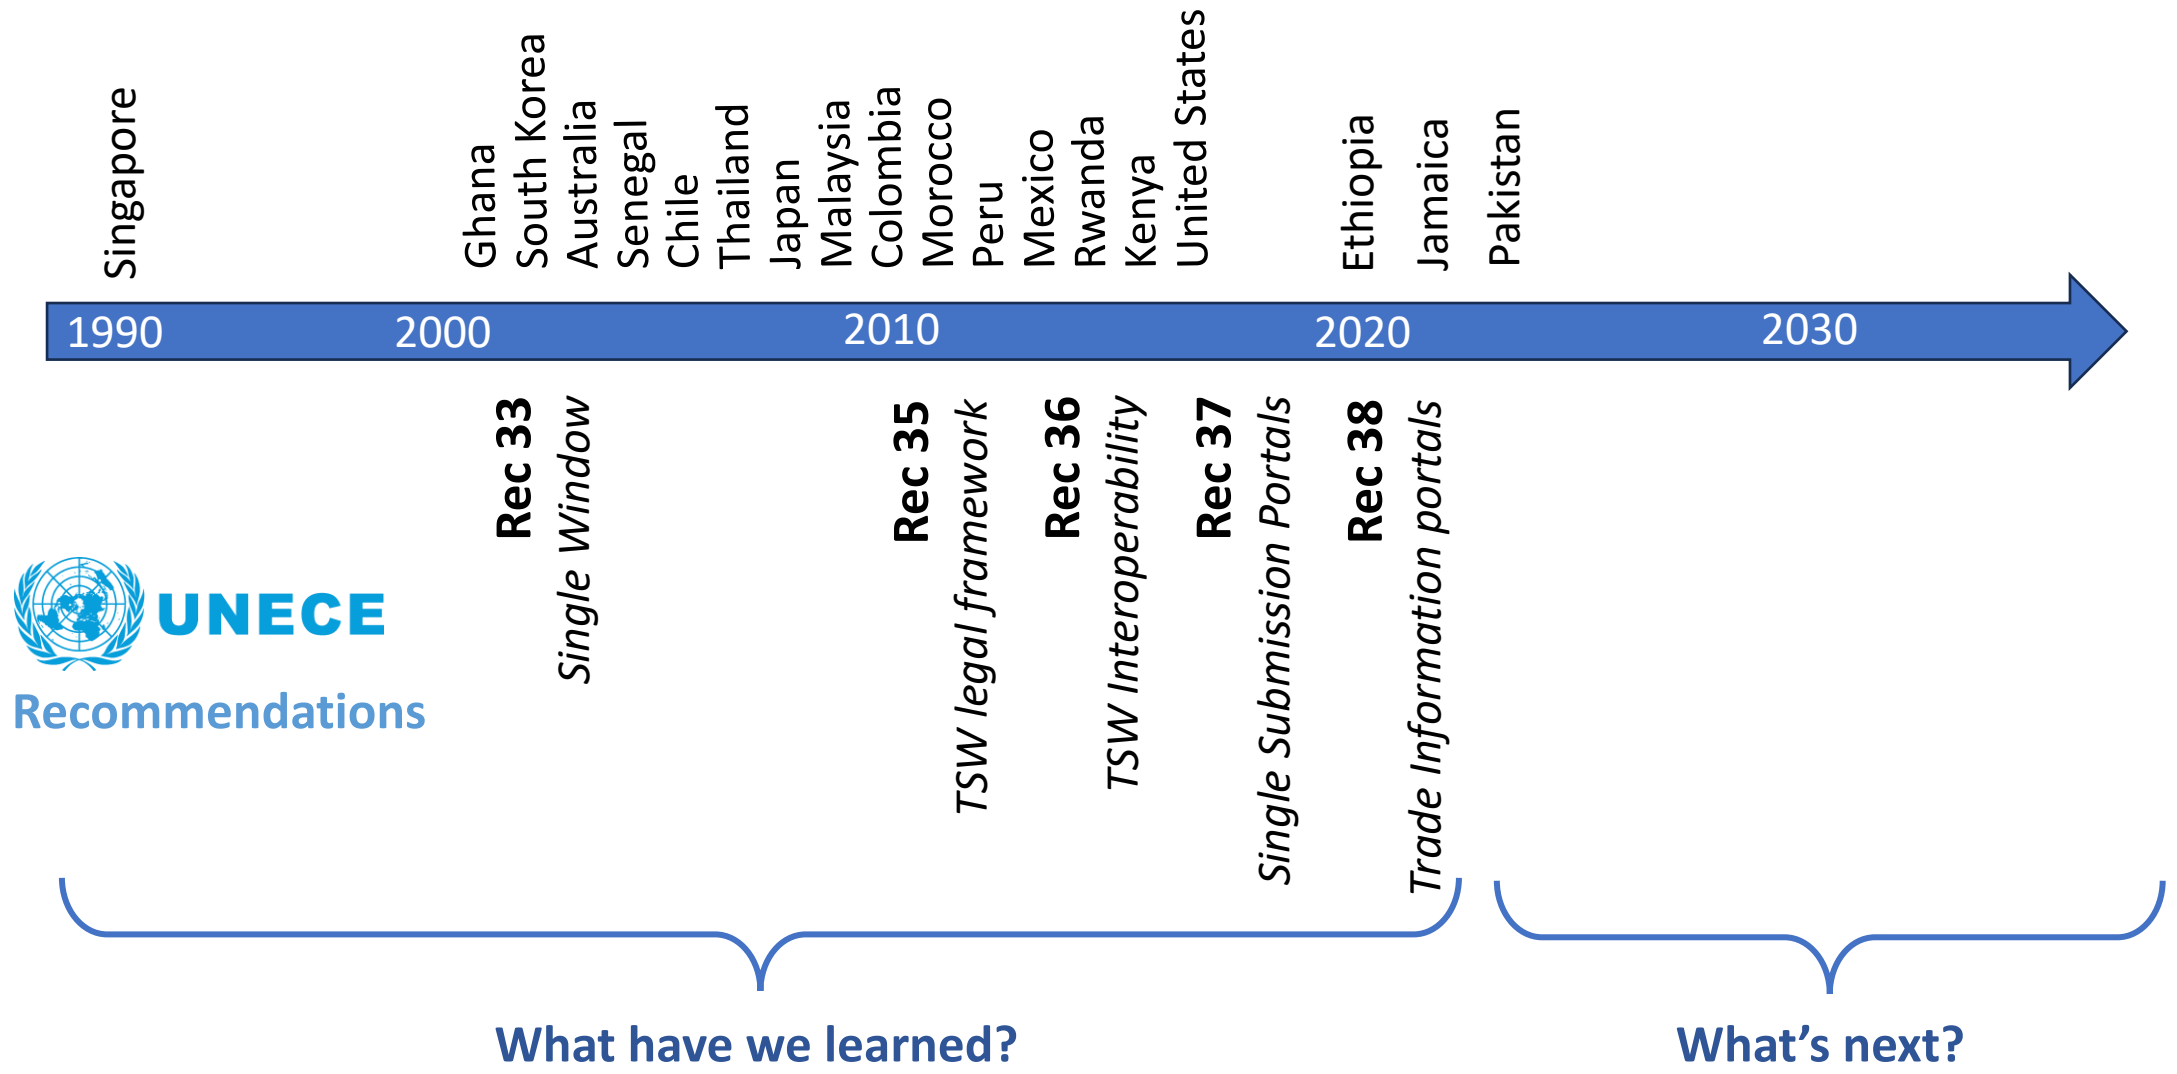 Singapore
Ghana
South Korea
Australia
Senegal
Chile
Thailand
Japan
Malaysia
Colombia
Morocco
Peru
Mexico
Rwanda
Kenya
United States
Ethiopia
Jamaica
Pakistan
1990
2000
2010
2020
2030
Rec 33
Single Window
Rec 35
TSW legal framework
Rec 36
TSW Interoperability
Rec 37
Single Submission Portals
Rec 38
Trade Information portals
UNECE
Recommendations
What have we learned?
What’s next?